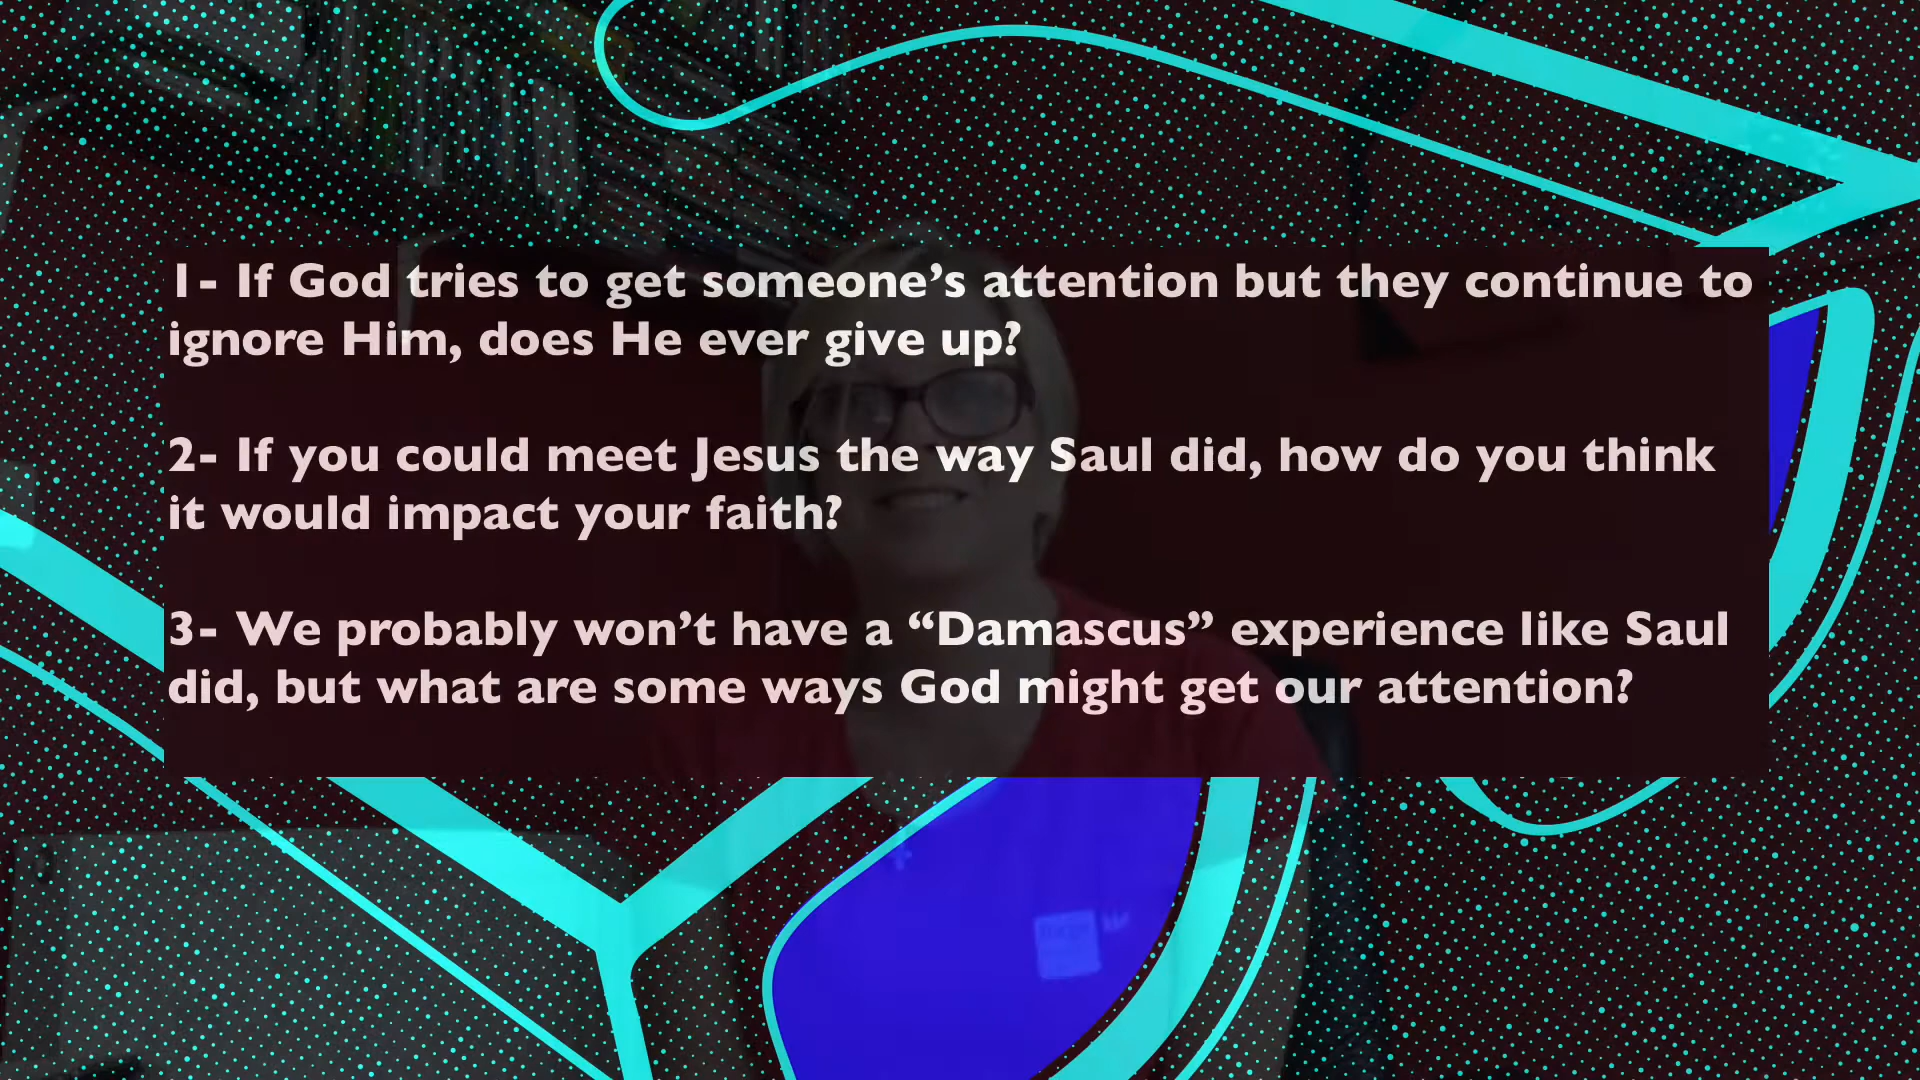 1- If God tries to get someone’s attention but they continue to
ignore Him, does He ever give up?
2- If you could meet Jesus the way Saul did, how do you think
it would impact your faith?
3- We probably won’t have a “Damascus” experience like Saul
did, but what are some ways God might get our attention?